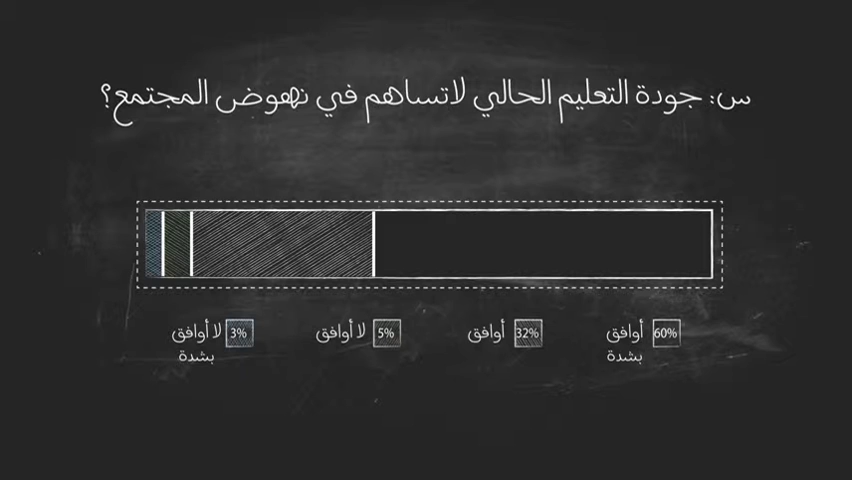 س: جودة التعليم الحالي لاتساهم في نهوض المجتمع؟
60% أوافق بشدة
32% أوافق
5% لا أوافق
3% لا أوافق بشدة